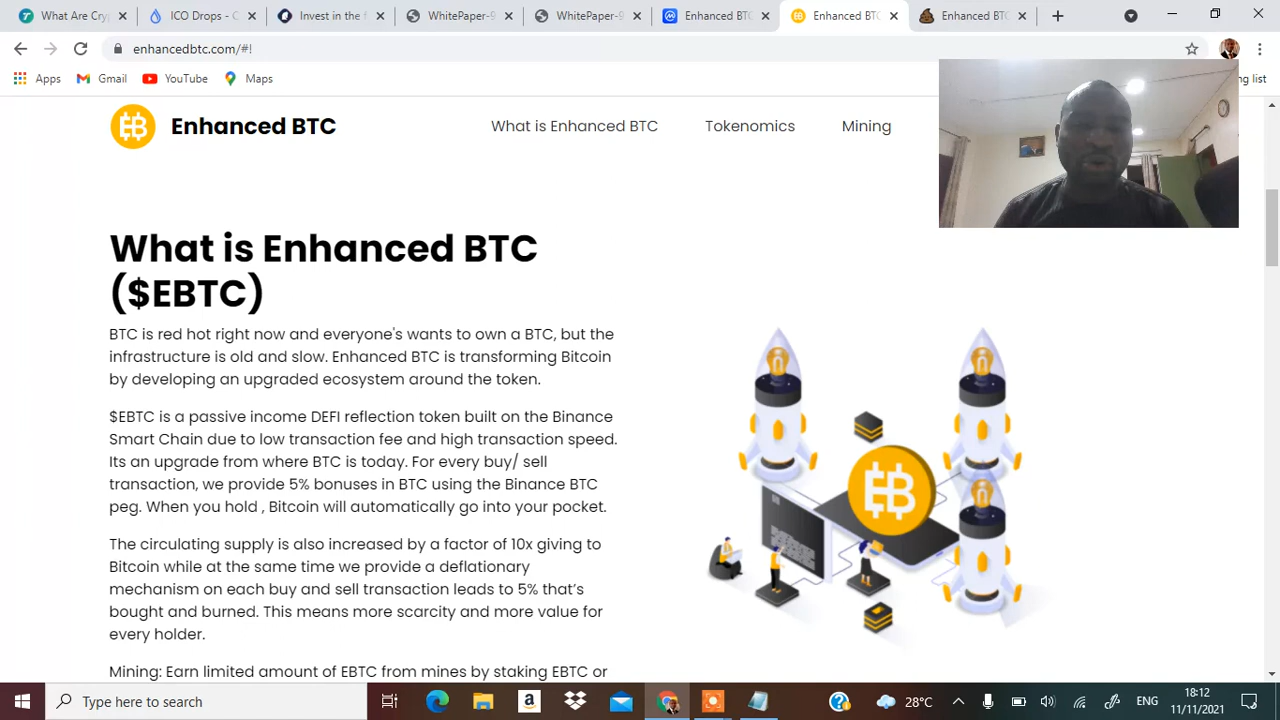 What Are Cry
ICO Drops - C
Invest in the f
WhitePaper-9
WhitePaper-9
Enhanced BTC
Enhanced BTC
Enhanced BTC
enhancedbtc.com/#!
Apps
Gmail
YouTube
Maps
ng list
Enhanced BTC
What is Enhanced BTC
Tokenomics
Mining
What is Enhanced BTC
($EBTC)
BTC is red hot right now and everyone's wants to own a BTC, but the
infrastructure is old and slow. Enhanced BTC is transforming Bitcoin
by developing an upgraded ecosystem around the token.
$EBTC is a passive income DEFI reflection token built on the Binance
Smart Chain due to low transaction fee and high transaction speed.
Its an upgrade from where BTC is today. For every buy/ sell
transaction, we provide 5% bonuses in BTC using the Binance BTC
peg. When you hold , Bitcoin will automatically go into your pocket.
The circulating supply is also increased by a factor of 10x giving to
Bitcoin while at the same time we provide a deflationary
mechanism on each buy and sell transaction leads to 5% that's
bought and burned. This means more scarcity and more value for
every holder.
Mining: Earn limited amount of EBTC from mines by staking EBTC or
Type here to search
28°C
ENG
18:12
11/11/2021